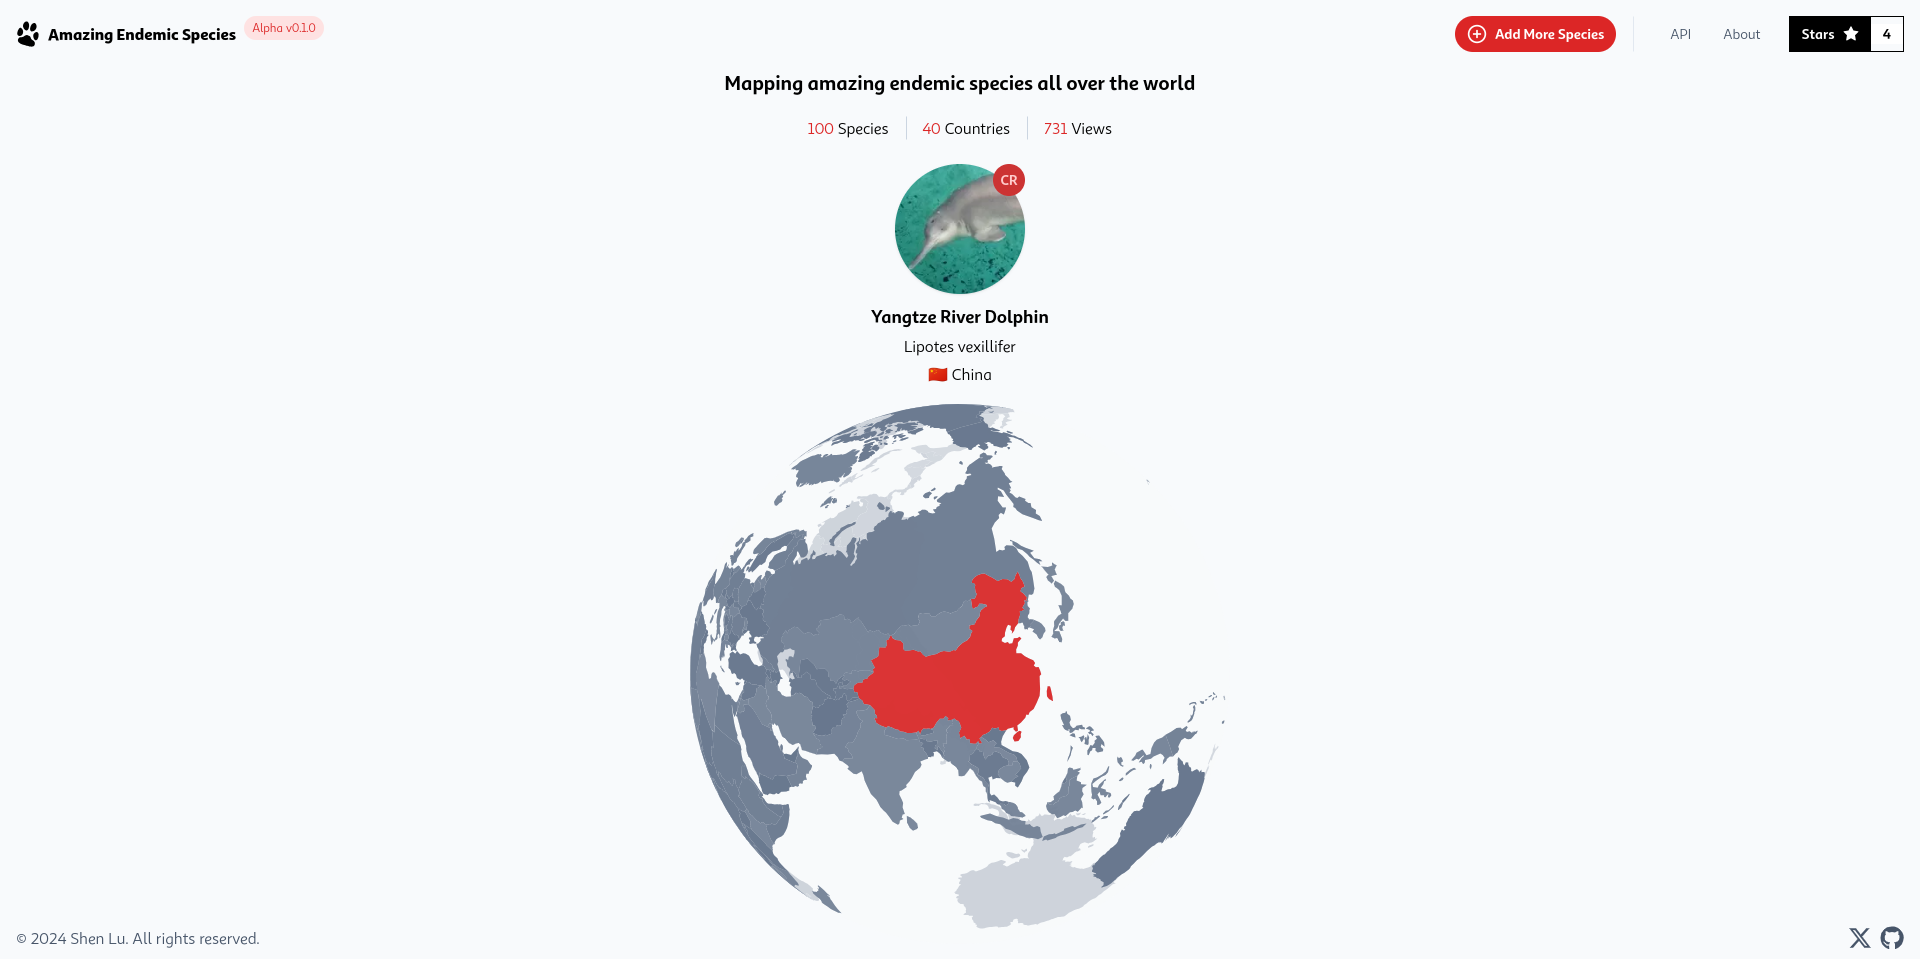 Amazing Endemic Species
Alpha v0.1.0
Add More Species
API
About
Stars
4
Mapping amazing endemic species all over the world
100 Species
40 Countries
731 Views
CR
Yangtze River Dolphin
Lipotes vexillifer
🇨🇳 China
© 2024 Shen Lu. All rights reserved.